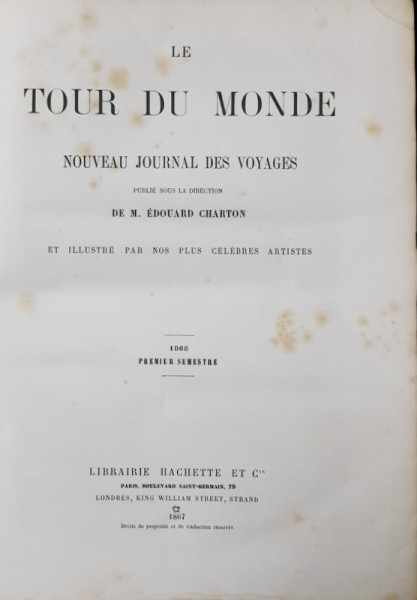 LE
TOUR DU MONDE
NOUVEAU JOURNAL DES VOYAGES
PUBLIÉ SOUS LA DIRECTION
DE M. ÉDOUARD CHARTON
ET ILLUSTRÉ PAR NOS PLUS CÉLÈBRES ARTISTES
1868
PREMIER SEMESTRE
LIBRAIRIE HACHETTE ET Cie
PARIS, BOULEVARD SAINT-GERMAIN, 79
LONDRES, KING WILLIAM STREET, STRAND
1867
Droits de propriété et de traduction réservés.